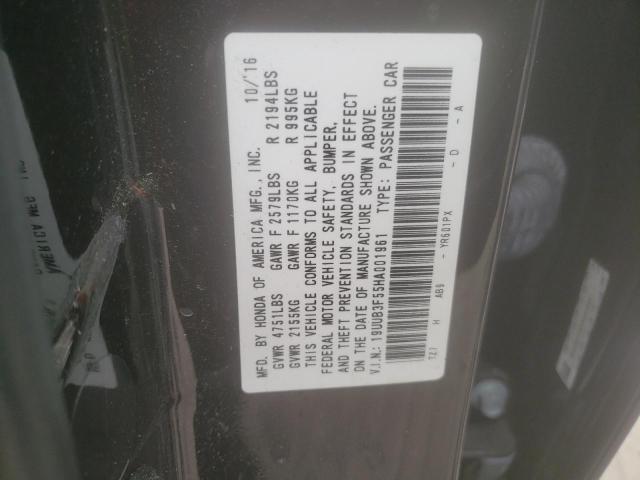 MFD. BY HONDA OF AMERICA MFG., INC. 10/'16
GVWR 4751LBS GAWR F 2579LBS R 2194LBS
GVWR 2155KG GAWR F 1170KG R 995KG
THIS VEHICLE CONFORMS TO ALL APPLICABLE
FEDERAL MOTOR VEHICLE SAFETY, BUMPER,
AND THEFT PREVENTION STANDARDS IN EFFECT
ON THE DATE OF MANUFACTURE SHOWN ABOVE.
V.I.N.: 19UUB3F55HA001961 TYPE: PASSENGER CAR
TZ7 H AB9 - YR601PX - D - A